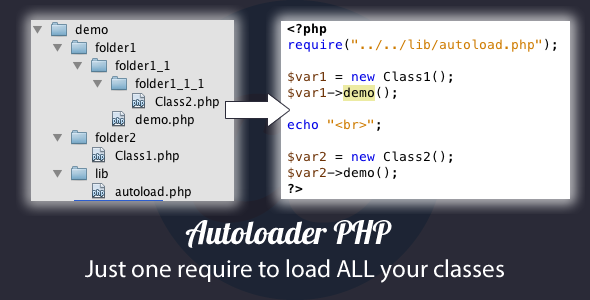 demo
folder1
folder1_1
folder1_1_1
Class2.php
demo.php
folder2
Class1.php
lib
autoload.php
<?php
require("../../lib/autoload.php");
$var1 = new Class1();
$var1->demo();
echo "<br>";
$var2 = new Class2();
$var2->demo();
?>
Autoloader PHP
Just one require to load ALL your classes